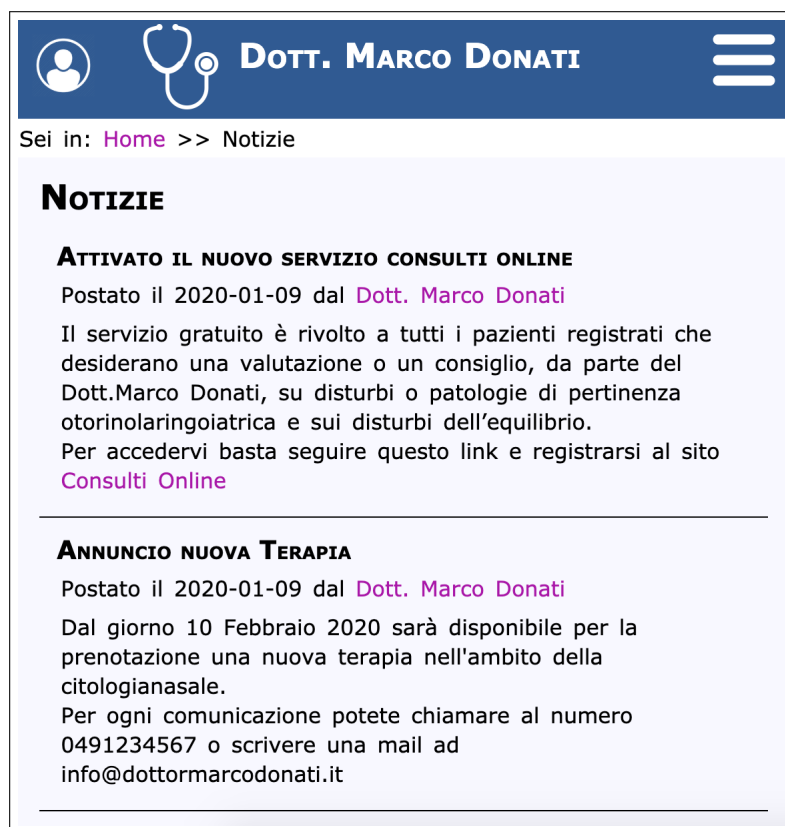 Dott. Marco Donati
Sei in: Home >> Notizie
Notizie
Attivato il nuovo servizio consulti online
Postato il 2020-01-09 dal Dott. Marco Donati
Il servizio gratuito è rivolto a tutti i pazienti registrati che
desiderano una valutazione o un consiglio, da parte del
Dott.Marco Donati, su disturbi o patologie di pertinenza
otorinolaringoiatrica e sui disturbi dell’equilibrio.
Per accedervi basta seguire questo link e registrarsi al sito
Consulti Online
Annuncio nuova Terapia
Postato il 2020-01-09 dal Dott. Marco Donati
Dal giorno 10 Febbraio 2020 sarà disponibile per la
prenotazione una nuova terapia nell'ambito della
citologianasale.
Per ogni comunicazione potete chiamare al numero
0491234567 o scrivere una mail ad
info@dottormarcodonati.it